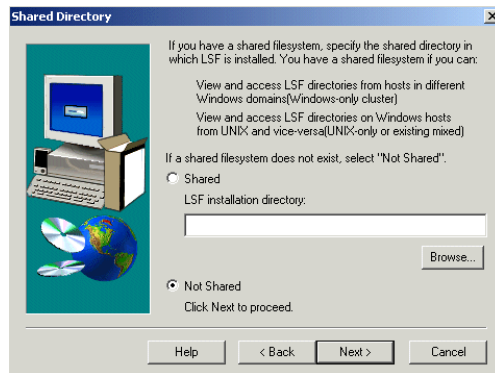 Shared Directory
If you have a shared filesystem, specify the shared directory in
which LSF is installed. You have a shared filesystem if you can:
View and access LSF directories from hosts in different
Windows domains(Windows-only cluster)
View and access LSF directories on Windows hosts
from UNIX and vice-versa(UNIX-only or existing mixed)
If a shared filesystem does not exist, select "Not Shared".
Shared
LSF installation directory:
Browse...
Not Shared
Click Next to proceed.
Help
< Back
Next >
Cancel